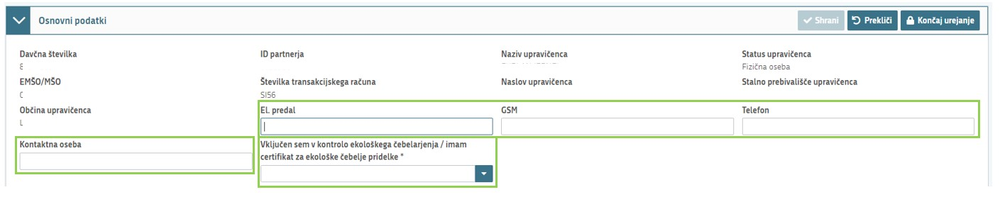 Osnovni podatki
Shrani Prekliči Končaj urejanje
Davčna številka ID partnerja Naziv upravičenca Status upravičenca
Fizična oseba
EMŠO/MŠO Številka transakcijskega računa Naslov upravičenca Stalno prebivališče upravičenca
SI56
Občina upravičenca El. predal GSM Telefon
Kontaktna oseba Vključen sem v kontrolo ekološkega čebelarjenja / imam
certifikat za ekološke čebelje pridelke *